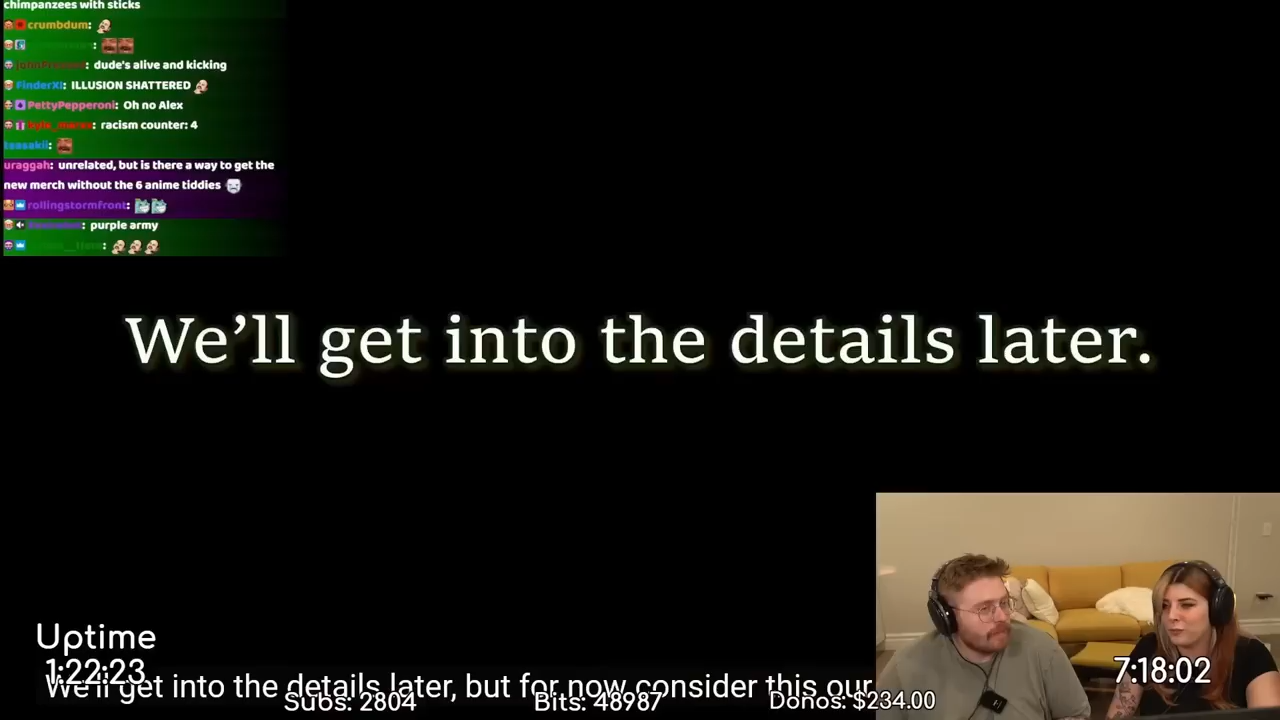 chimpanzees with sticks
crumbdum:
:
dude's alive and kicking
FinderXI: ILLUSION SHATTERED
PettyPepperoni: Oh no Alex
racism counter: 4
teasakii:
uraggah: unrelated, but is there a way to get the
new merch without the 6 anime tiddies
rollingstormfront:
purple army
We'll get into the details later.
Uptime
1:22:23
7:18:02
We'll get into the details later, but for now consider this our
Subs: 2804
Bits: 48987
Donos: $234.00